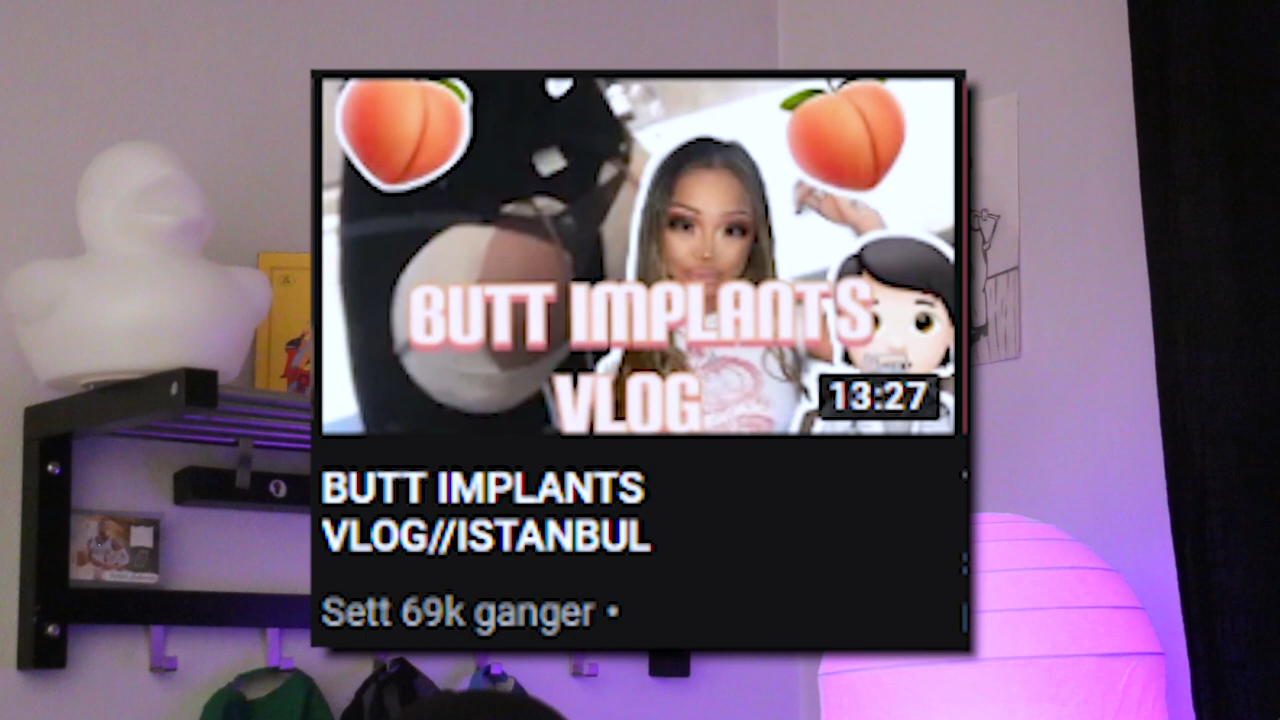 BUTT IMPLANTS
VLOG
13:27
BUTT IMPLANTS
VLOG//ISTANBUL
Sett 69k ganger •